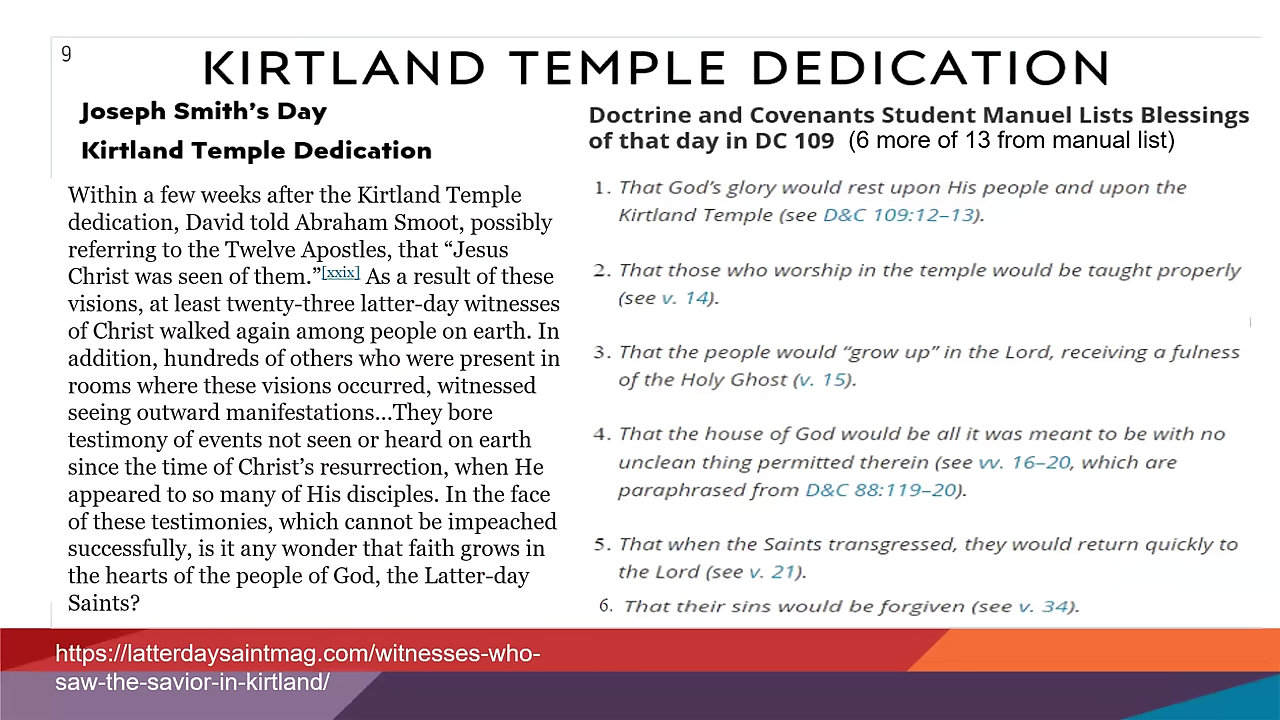 9
KIRTLAND TEMPLE DEDICATION
Joseph Smith's Day
Kirtland Temple Dedication
Within a few weeks after the Kirtland Temple
dedication, David told Abraham Smoot, possibly
referring to the Twelve Apostles, that “Jesus
Christ was seen of them.”[xxix] As a result of these
visions, at least twenty-three latter-day witnesses
of Christ walked again among people on earth. In
addition, hundreds of others who were present in
rooms where these visions occurred, witnessed
seeing outward manifestations...They bore
testimony of events not seen or heard on earth
since the time of Christ's resurrection, when He
appeared to so many of His disciples. In the face
of these testimonies, which cannot be impeached
successfully, is it any wonder that faith grows in
the hearts of the people of God, the Latter-day
Saints?
Doctrine and Covenants Student Manuel Lists Blessings
of that day in DC 109 (6 more of 13 from manual list)
1. That God's glory would rest upon His people and upon the
Kirtland Temple (see D&C 109:12–13).
2. That those who worship in the temple would be taught properly
(see v. 14).
3. That the people would “grow up” in the Lord, receiving a fulness
of the Holy Ghost (v. 15).
4. That the house of God would be all it was meant to be with no
unclean thing permitted therein (see vv. 16–20, which are
paraphrased from D&C 88:119–20).
5. That when the Saints transgressed, they would return quickly to
the Lord (see v. 21).
6. That their sins would be forgiven (see v. 34).
https://latterdaysaintmag.com/witnesses-who-
saw-the-savior-in-kirtland/